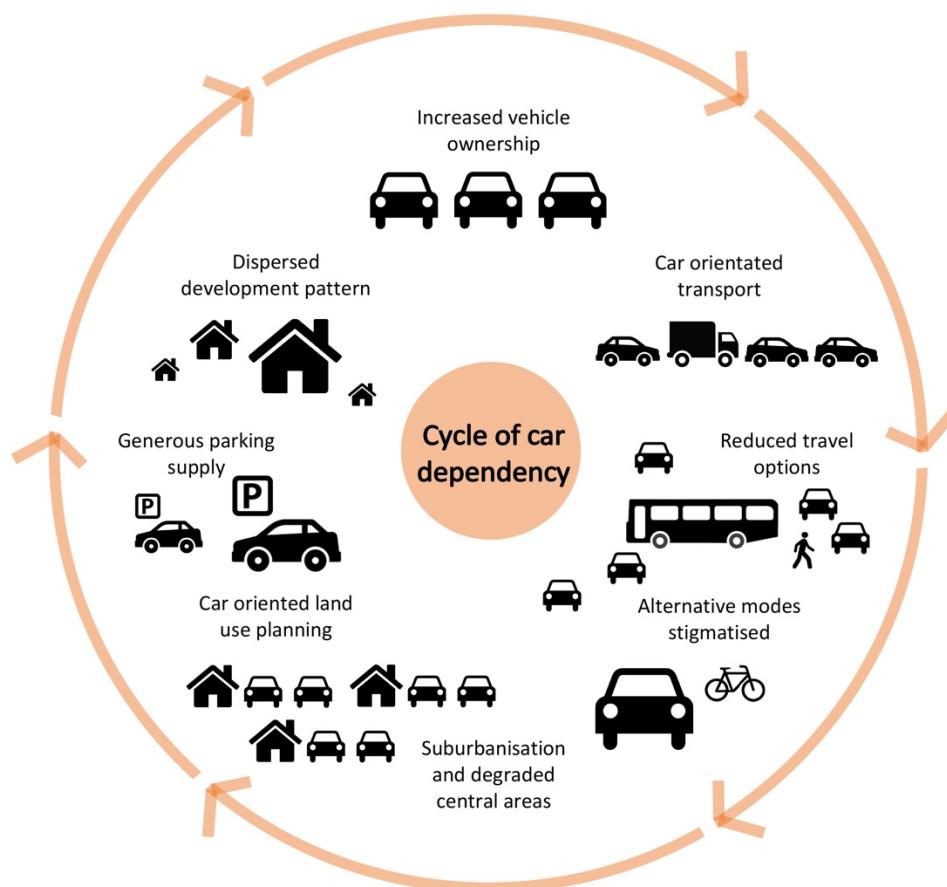 Increased vehicle
ownership
Car orientated
transport
Reduced travel
options
Alternative modes
stigmatised
Suburbanisation
and degraded
central areas
Car oriented land
use planning
Generous parking
supply
P
P
Dispersed
development pattern
Cycle of car
dependency